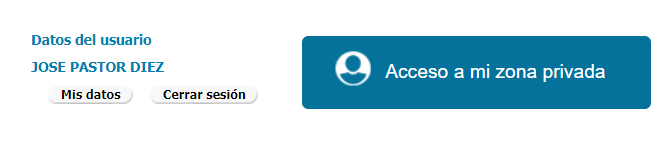 Datos del usuario
JOSE PASTOR DIEZ
Mis datos Cerrar sesión
Acceso a mi zona privada